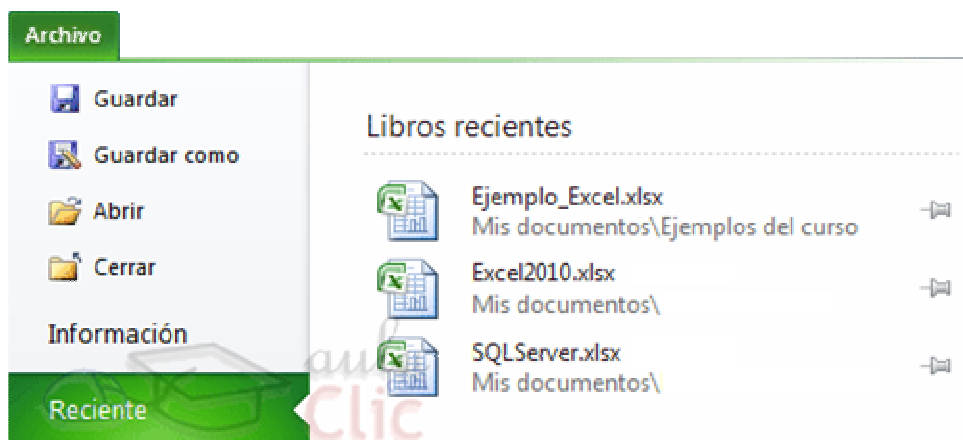 Archivo
Guardar
Guardar como
Abrir
Cerrar
Información
Reciente
Libros recientes
Ejemplo_Excel.xlsx
Mis documentos\Ejemplos del curso
Excel2010.xlsx
Mis documentos\
SQLServer.xlsx
Mis documentos\
aula
Clic